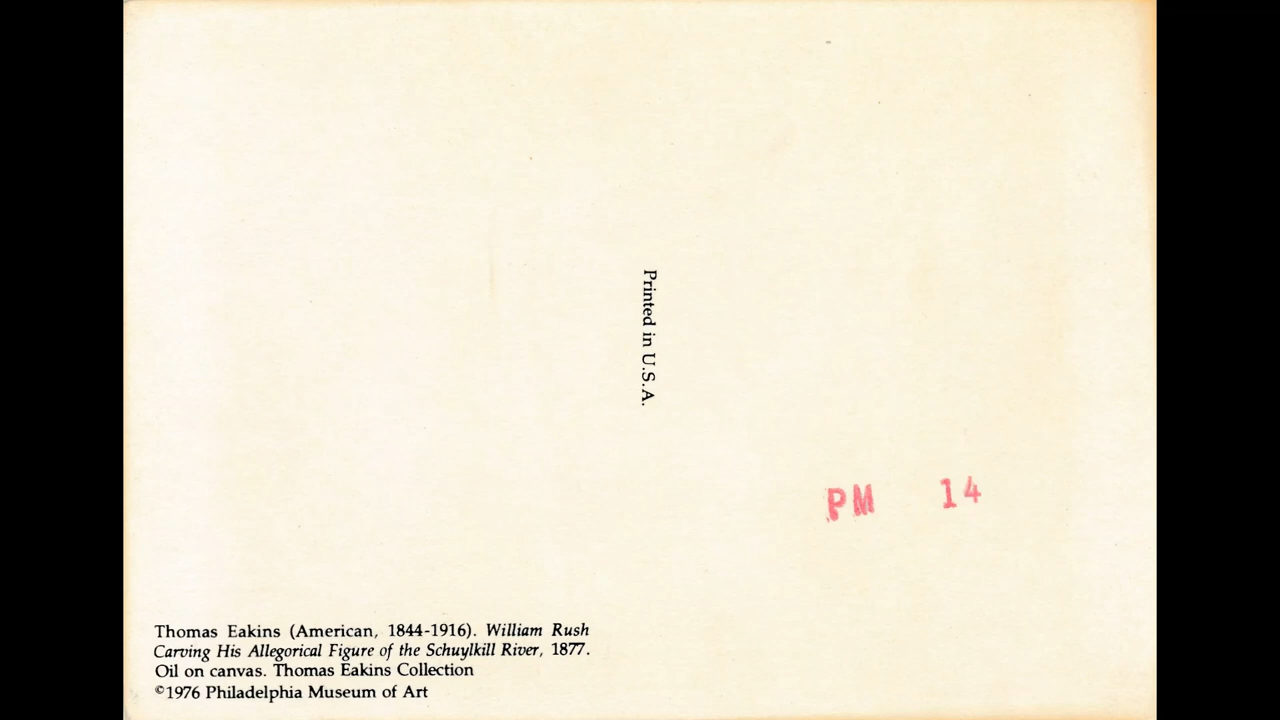 Printed in U.S.A.
PM 14
Thomas Eakins (American, 1844-1916). William Rush
Carving His Allegorical Figure of the Schuylkill River, 1877.
Oil on canvas. Thomas Eakins Collection
©1976 Philadelphia Museum of Art